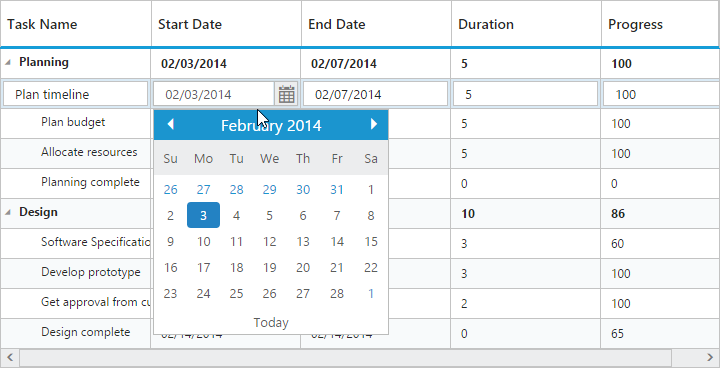 Task Name Start Date End Date Duration Progress
Planning 02/03/2014 02/07/2014 5 100
Plan timeline 02/03/2014 02/07/2014 5 100
Plan budget 5 100
Allocate resources 5 100
Planning complete 0 0
Design 10 86
Software Specificatio 3 60
Develop prototype 3 100
Get approval from cu 2 100
Design complete 02/14/2014 02/14/2014 0 65
February 2014
Su Mo Tu We Th Fr Sa
26 27 28 29 30 31 1
2 3 4 5 6 7 8
9 10 11 12 13 14 15
16 17 18 19 20 21 22
23 24 25 26 27 28 1
Today